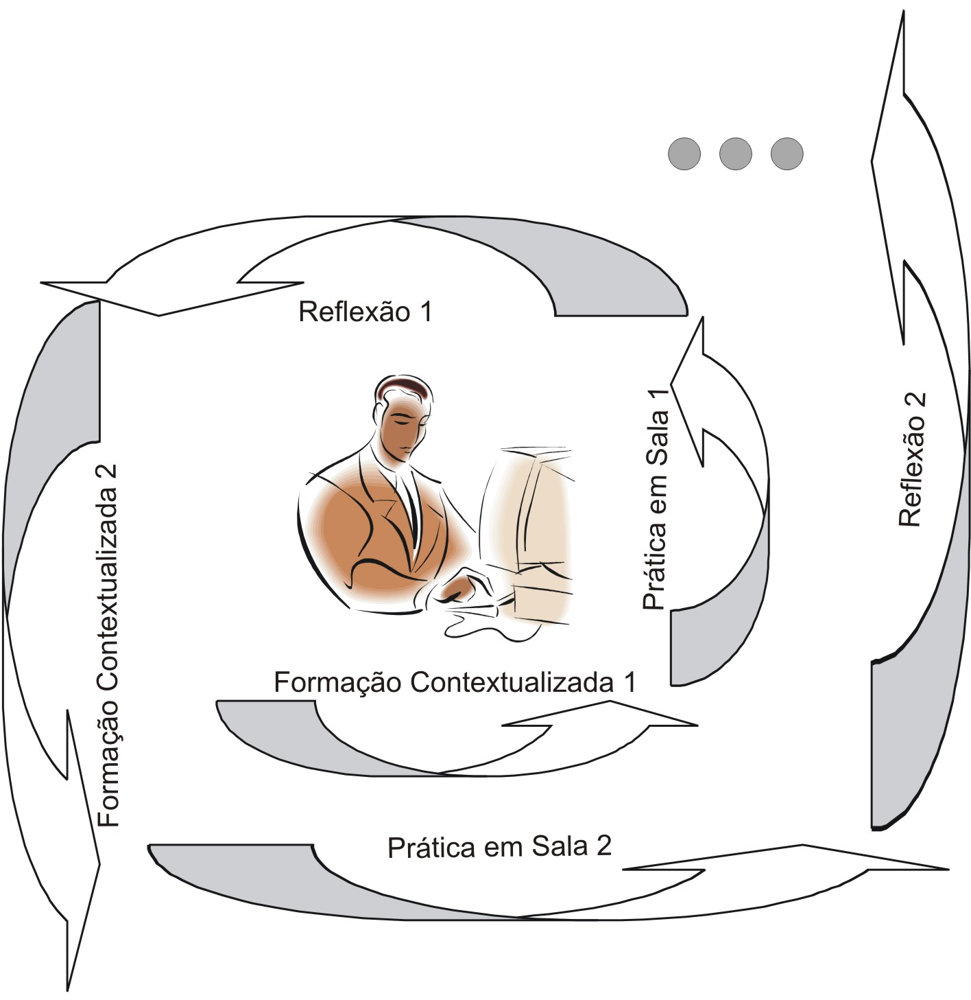 Reflexão 1
Prática em Sala 1
Reflexão 2
Formação Contextualizada 2
Formação Contextualizada 1
Prática em Sala 2